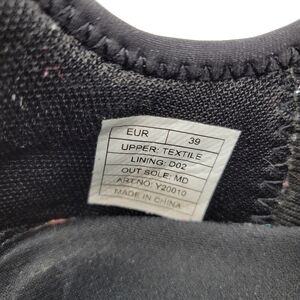 EUR 39
UPPER: TEXTILE
LINING: D02
OUT SOLE: MD
ART.NO: Y20010
MADE IN CHINA